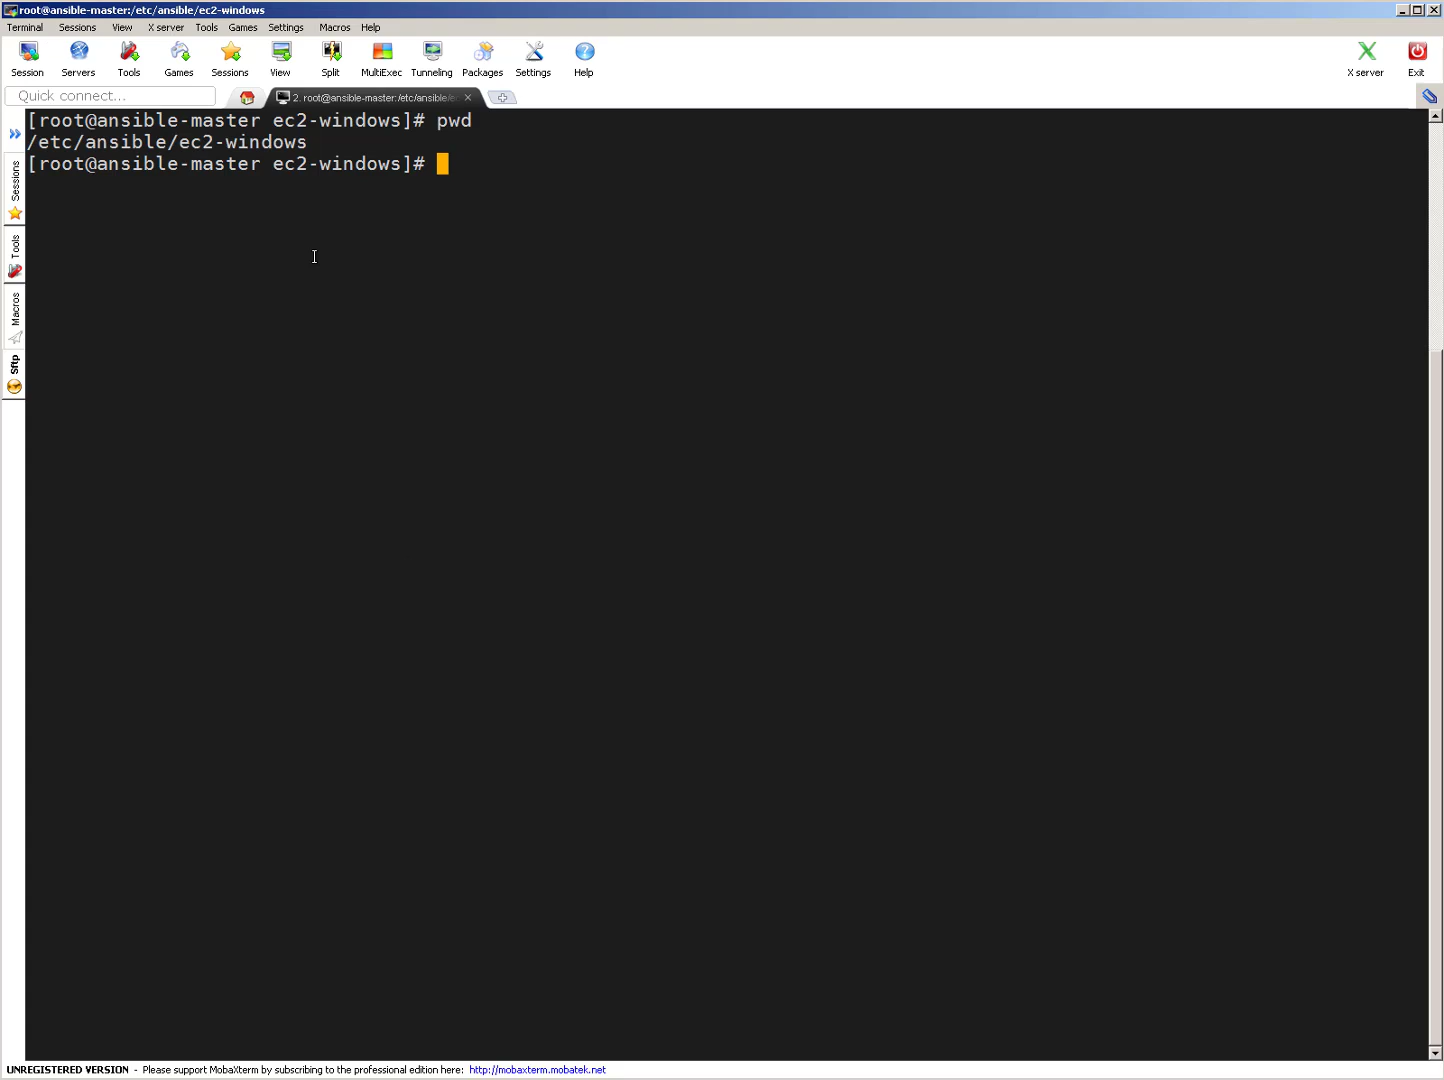 root@ansible-master:/etc/ansible/ec2-windows
Terminal Sessions View X server Tools Games Settings Macros Help
Session Servers Tools Games Sessions View Split MultiExec Tunneling Packages Settings Help X server Exit
Quick connect... 2. root@ansible-master:/etc/ansible/e
[root@ansible-master ec2-windows]# pwd
/etc/ansible/ec2-windows
[root@ansible-master ec2-windows]#
Sessions
Tools
Macros
Sftp
UNREGISTERED VERSION - Please support MobaXterm by subscribing to the professional edition here: http://mobaxterm.mobatek.net